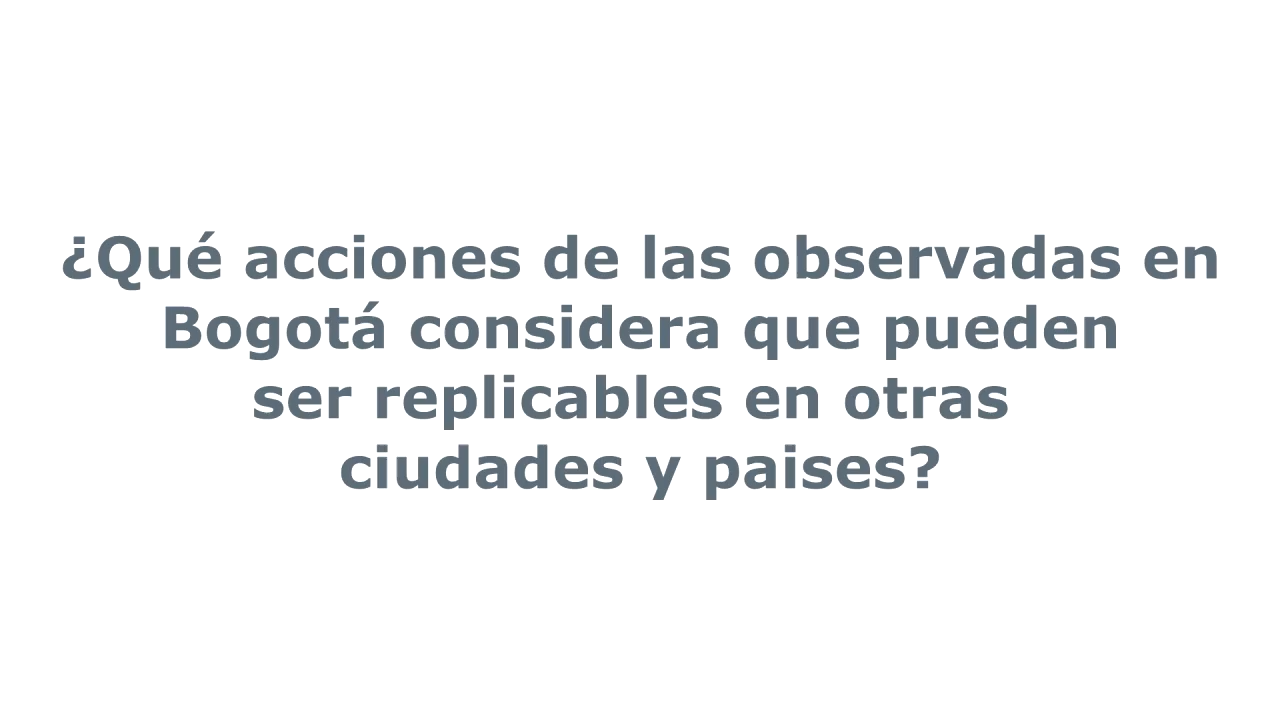 ¿Qué acciones de las observadas en
Bogotá considera que pueden
ser replicables en otras
ciudades y paises?